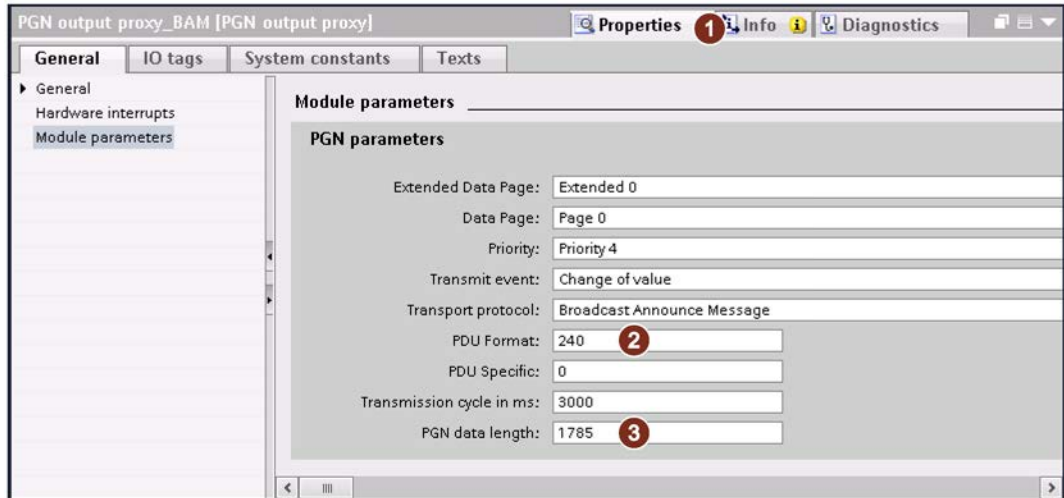 PGN output proxy_BAM [PGN output proxy]
Properties 1 Info Diagnostics
General IO tags System constants Texts
General
Hardware interrupts
Module parameters
Module parameters
PGN parameters
Extended Data Page: Extended 0
Data Page: Page 0
Priority: Priority 4
Transmit event: Change of value
Transport protocol: Broadcast Announce Message
PDU Format: 240 2
PDU Specific: 0
Transmission cycle in ms: 3000
PGN data length: 1785 3